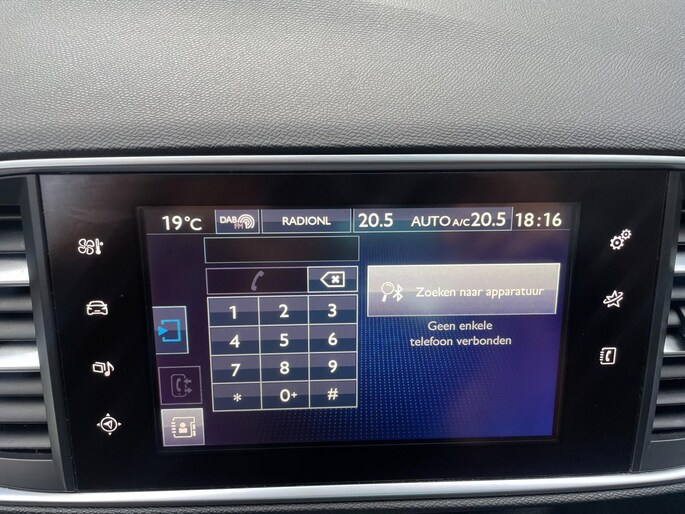 19°C DAB FM RADIONL 20.5 AUTO A/C 20.5 18:16
Zoeken naar apparatuur
Geen enkele
telefoon verbonden
1 2 3
4 5 6
7 8 9
* 0+ #